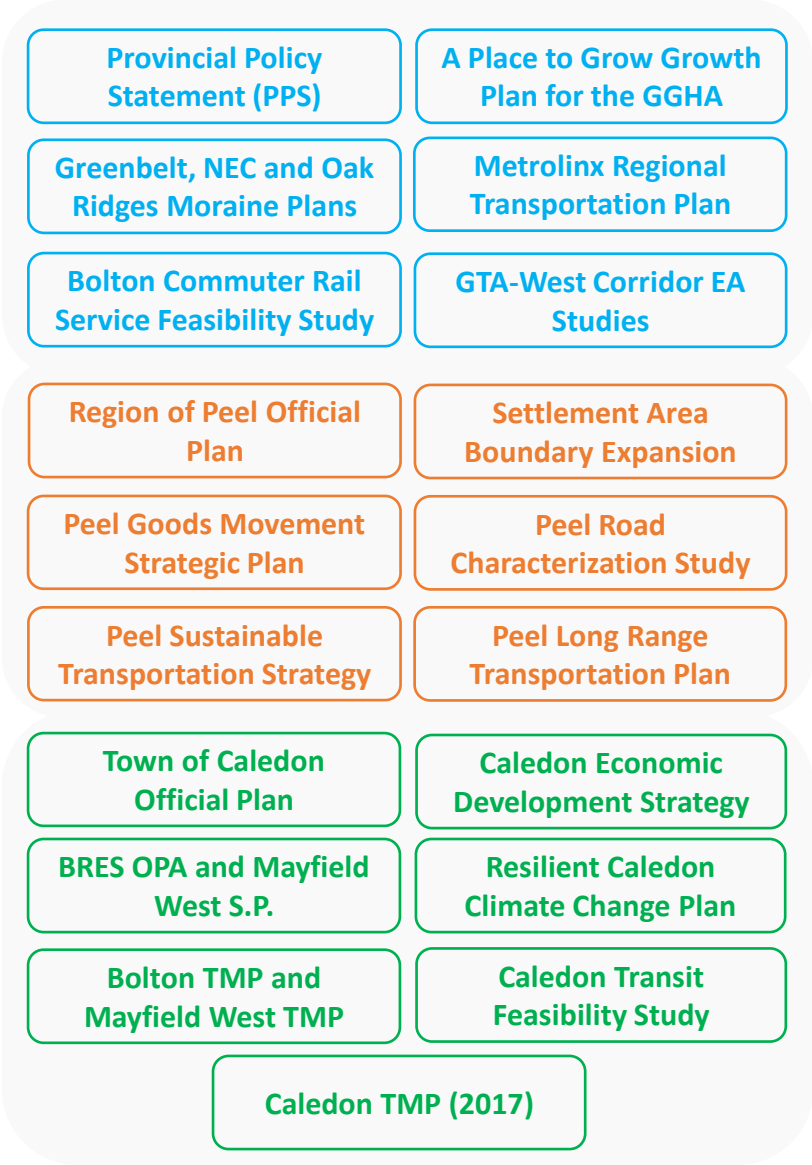 Provincial Policy
Statement (PPS)
A Place to Grow Growth
Plan for the GGHA
Greenbelt, NEC and Oak
Ridges Moraine Plans
Metrolinx Regional
Transportation Plan
Bolton Commuter Rail
Service Feasibility Study
GTA-West Corridor EA
Studies
Region of Peel Official
Plan
Settlement Area
Boundary Expansion
Peel Goods Movement
Strategic Plan
Peel Road
Characterization Study
Peel Sustainable
Transportation Strategy
Peel Long Range
Transportation Plan
Town of Caledon
Official Plan
Caledon Economic
Development Strategy
BRES OPA and Mayfield
West S.P.
Resilient Caledon
Climate Change Plan
Bolton TMP and
Mayfield West TMP
Caledon Transit
Feasibility Study
Caledon TMP (2017)